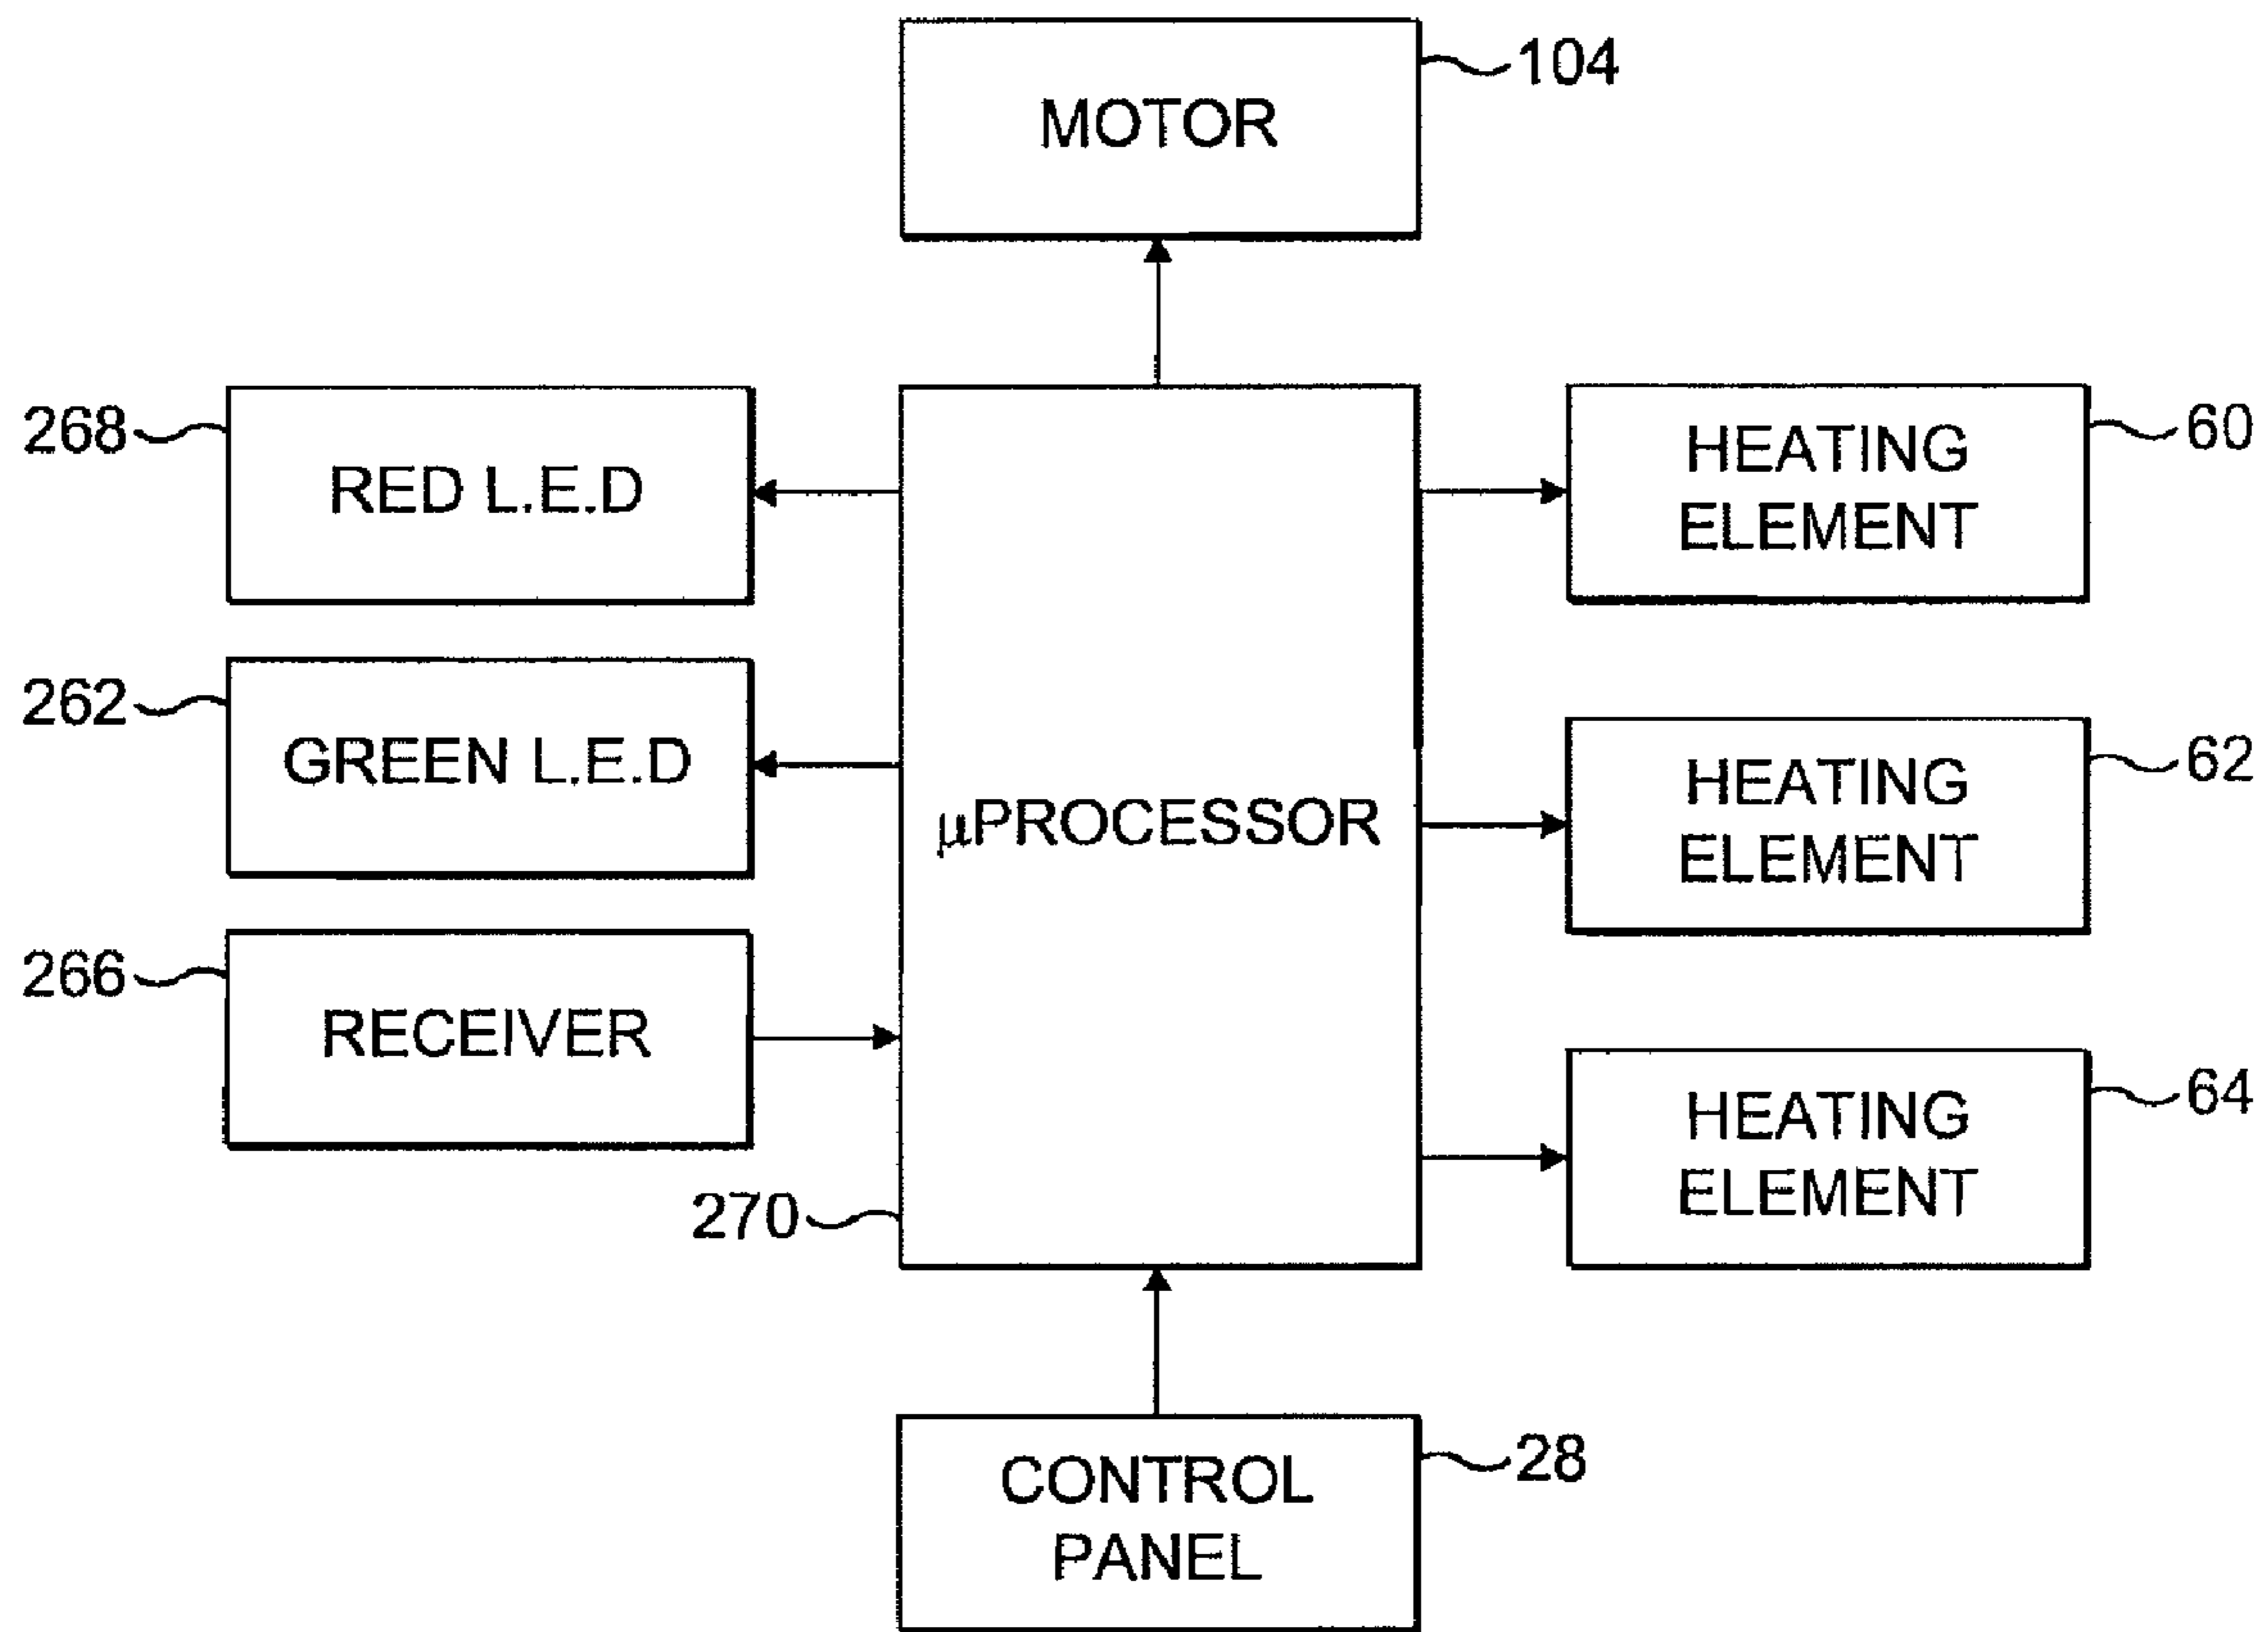 MOTOR
104
268
RED L.E.D
HEATING
ELEMENT
60
262
GREEN L.E.D
µPROCESSOR
HEATING
ELEMENT
62
266
RECEIVER
270
HEATING
ELEMENT
64
CONTROL
PANEL
28